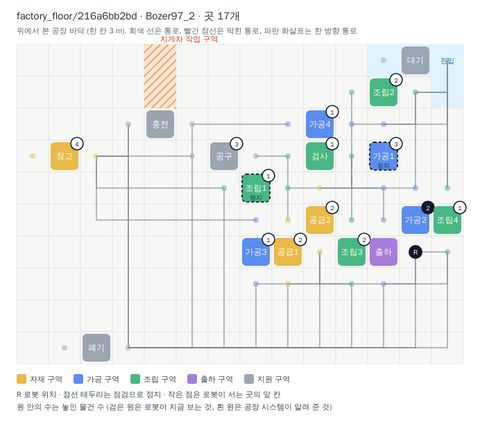 factory_floor/216a6bb2bd · Bozer97_2 · 곳 17개
위에서 본 공장 바닥 (한 칸 3 m). 회색 선은 통로, 빨간 점선은 막힌 통로, 파란 화살표는 한 방향 통로
지게차 작업 구역
대기
조립2 2
충전
가공4 1
창고 4
공구 3
검사 1
가공1 3
정지
조립1 1
정지
공급2 2
가공2 2
조립4 1
가공3 1
공급1 2
조립3 2
출하
R
폐기
자재 구역 가공 구역 조립 구역 출하 구역 지원 구역
R 로봇 위치 · 점선 테두리는 점검으로 정지 · 작은 점은 로봇이 서는 곳의 앞 칸
원 안의 수는 놓인 물건 수 (검은 원은 로봇이 지금 보는 것, 흰 원은 공장 시스템이 알려 준 것)